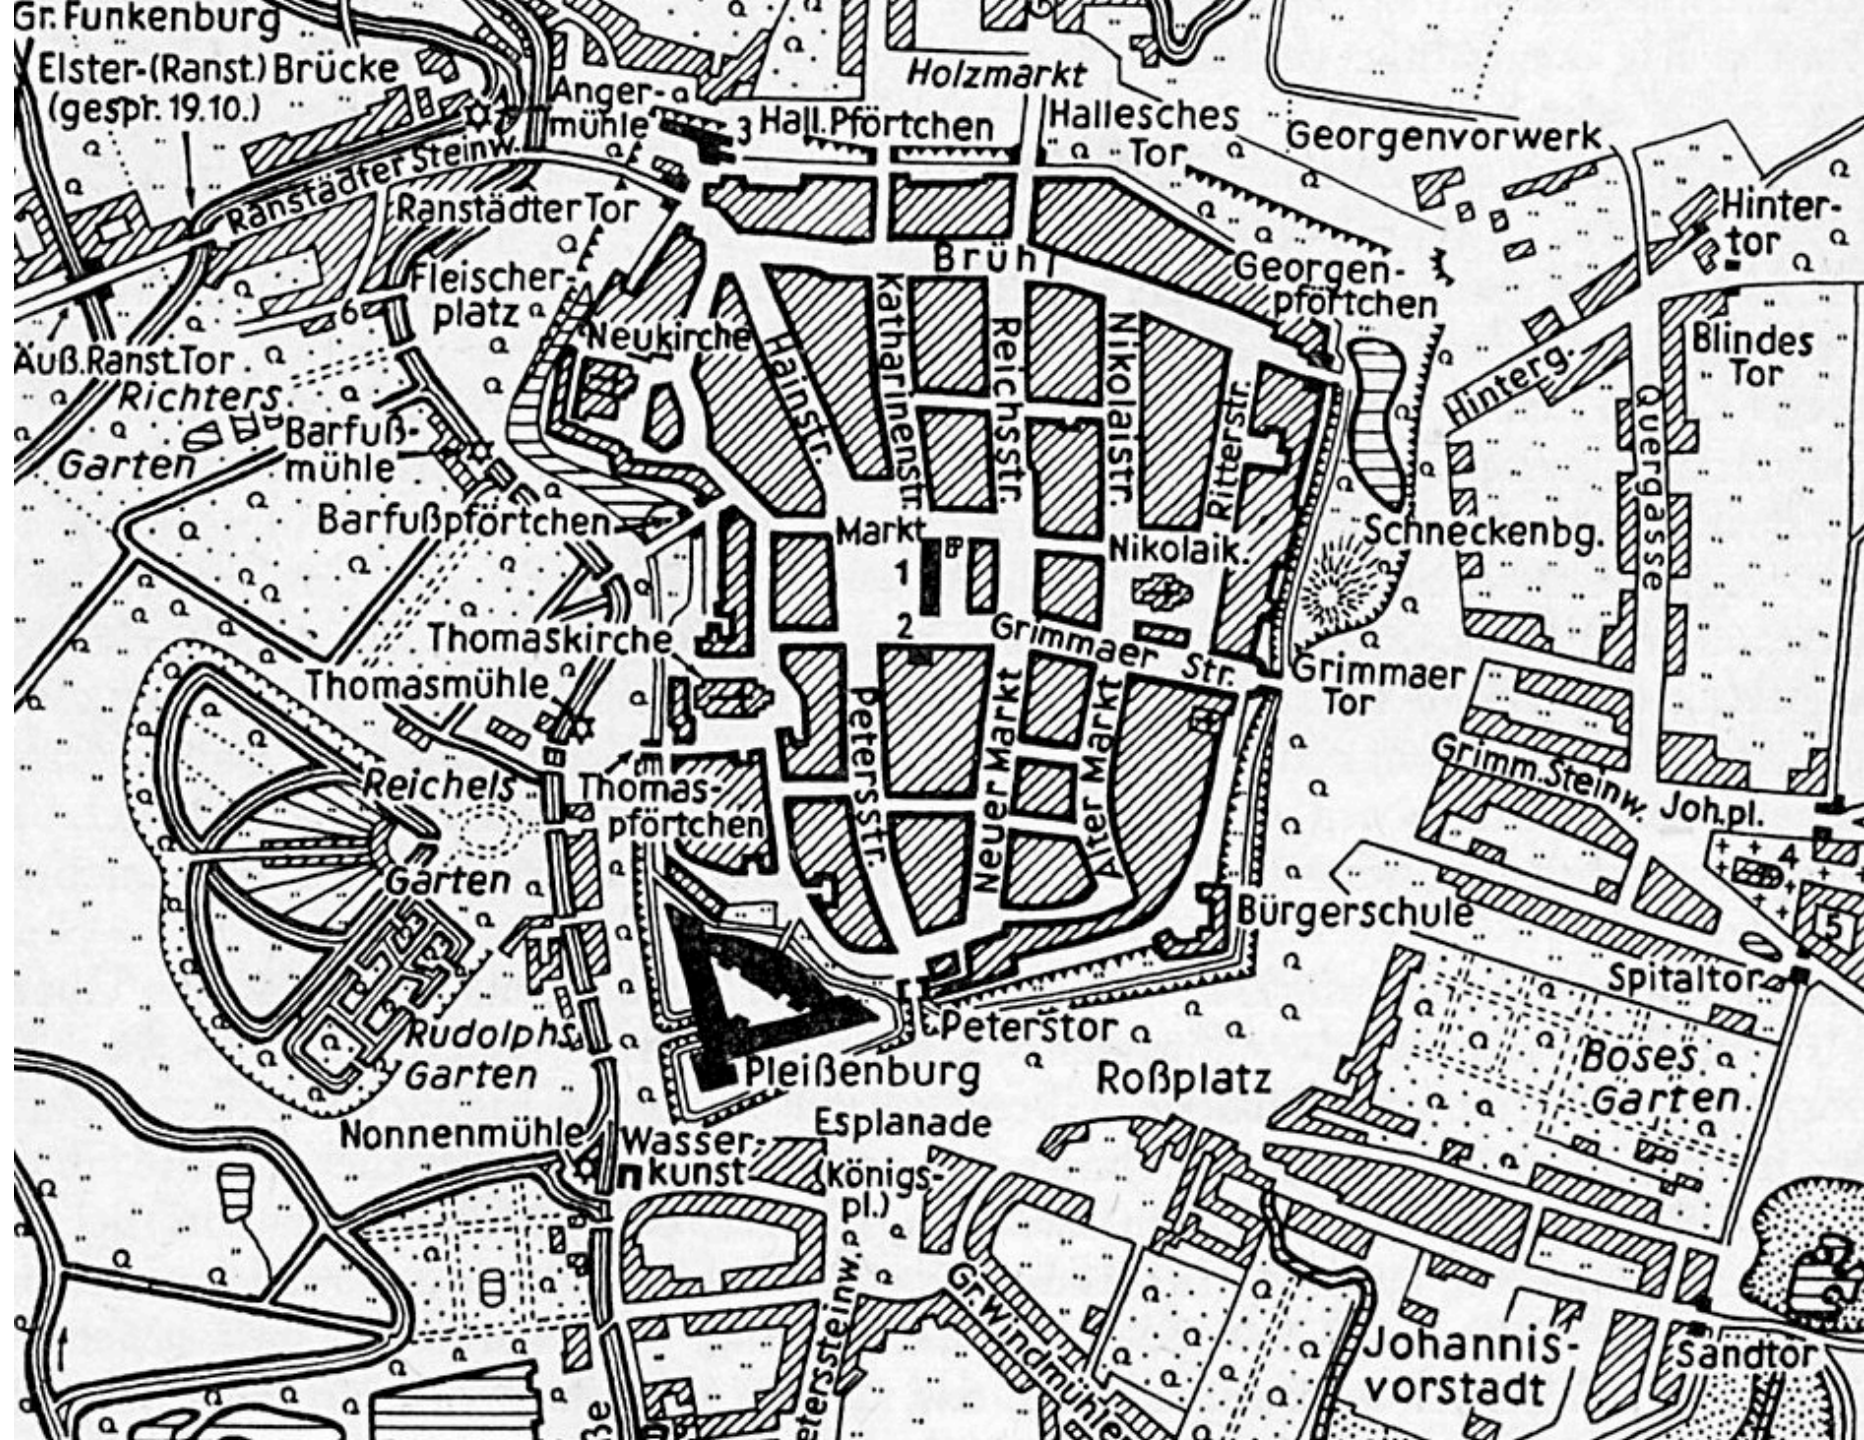 Gr. Funkenburg
Elster-(Ranst.) Brücke
(gespr. 19.10.)
Anger-
mühle
3
Hall. Pförtchen
Holzmarkt
Hallesches
Tor
Georgenvorwerk
Hinter-
tor
Ranstädter Steinw.
Ranstädter Tor
Fleischer-
platz
6
Äuß. Ranst. Tor
Richters
Garten
Barfuß-
mühle
Barfußpförtchen
Neukirche
Brühl
Georgen-
pförtchen
Hainstr.
Katharinenstr.
Reichsstr.
Nikolaistr.
Ritterstr.
Hinterg.
Blindes
Tor
Quergasse
Schneckenbg.
Markt
1
2
Nikolaik.
Grimmaer Str.
Grimmaer
Tor
Thomaskirche
Thomasmühle
Thomas-
pförtchen
Petersstr.
Neuer Markt
Alter Markt
Reichels
Garten
Grimm. Steinw.
Joh.pl.
4
5
Bürgerschule
Spitaltor
Rudolphs
Garten
Peterstor
Pleißenburg
Roßplatz
Boses
Garten
Nonnenmühle
Wasser-
kunst
Esplanade
(Königs-
pl.)
Gr. Windmühlen
Johannis-
vorstadt
Sandtor